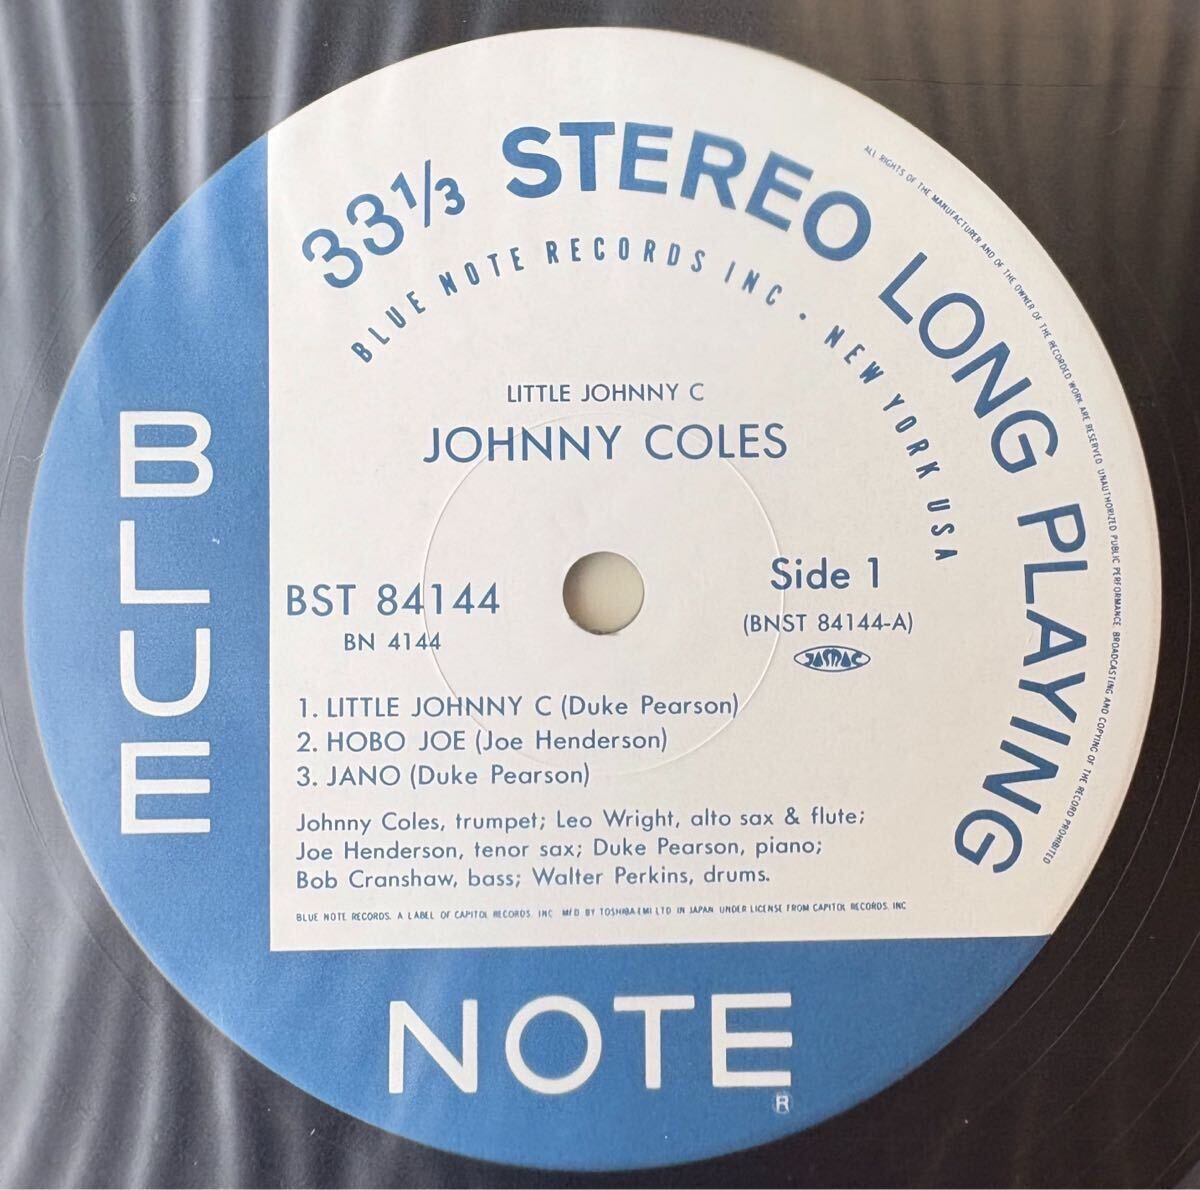 33⅓ STEREO LONG PLAYING
BLUE NOTE RECORDS INC • NEW YORK USA
ALL RIGHTS OF THE MANUFACTURER AND OF THE OWNER OF THE RECORDED WORK ARE RESERVED UNAUTHORIZED PUBLIC PERFORMANCE BROADCASTING AND COPYING OF THE RECORD PROHIBITED
LITTLE JOHNNY C
JOHNNY COLES
BLUE
BST 84144
BN 4144
Side 1
(BNST 84144-A)
JASRAC
1. LITTLE JOHNNY C (Duke Pearson)
2. HOBO JOE (Joe Henderson)
3. JANO (Duke Pearson)
Johnny Coles, trumpet; Leo Wright, alto sax & flute;
Joe Henderson, tenor sax; Duke Pearson, piano;
Bob Cranshaw, bass; Walter Perkins, drums.
BLUE NOTE RECORDS. A LABEL OF CAPITOL RECORDS. INC MF'D BY TOSHIBA-EMI LTD IN JAPAN UNDER LICENSE FROM CAPITOL RECORDS. INC
NOTE
®